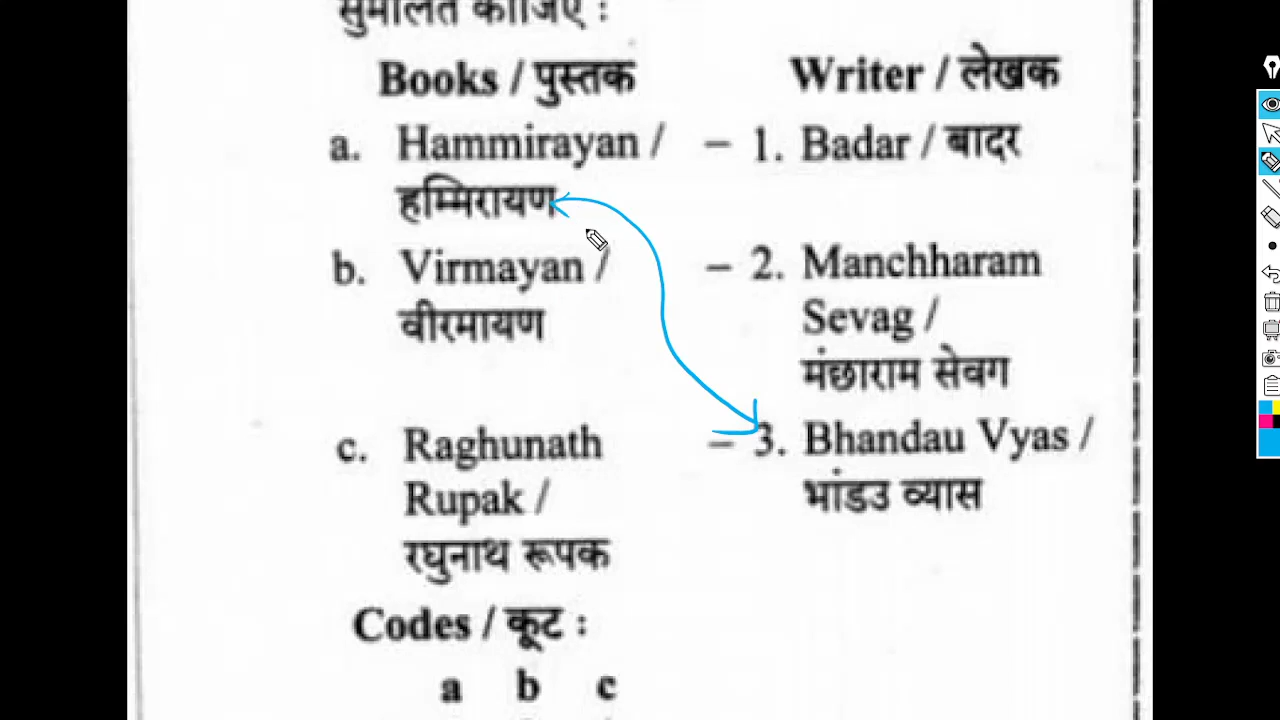 सुमेलित कीजिए :
Books / पुस्तक Writer / लेखक
a. Hammirayan / – 1. Badar / बादर
हम्मिरायण
b. Virmayan / – 2. Manchharam
Sevag /
वीरमायण
मंछाराम सेवग
c. Raghunath – 3. Bhandau Vyas /
Rupak / भांडउ व्यास
रघुनाथ रूपक
Codes / कूट :
a b c